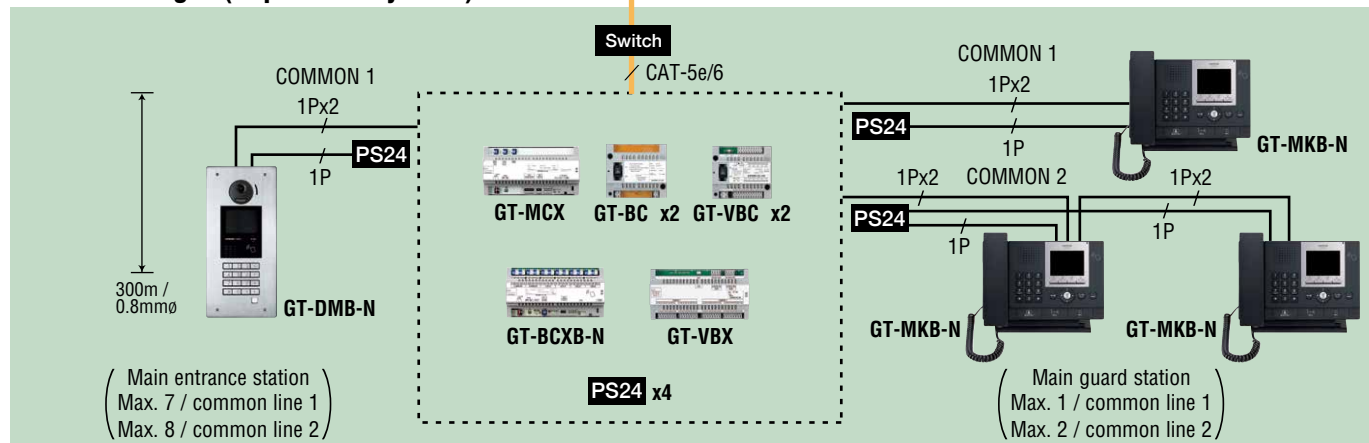 Switch
CAT-5e/6
COMMON 1
1Px2
PS24
1P
300m /
0.8mmø
GT-DMB-N
Main entrance station
Max. 7 / common line 1
Max. 8 / common line 2
GT-MCX
GT-BC x2
GT-VBC x2
GT-BCXB-N
GT-VBX
PS24 x4
COMMON 1
1Px2
PS24
1P
GT-MKB-N
1Px2
COMMON 2
1Px2
PS24
1P
1P
GT-MKB-N
GT-MKB-N
Main guard station
Max. 1 / common line 1
Max. 2 / common line 2